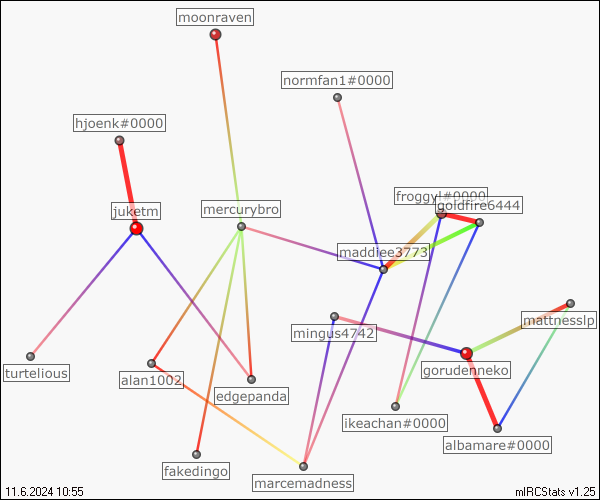 moonraven
normfan1#0000
hjoenk#0000
froggyl#0000
goldfire6444
juketm
mercurybro
maddiee3773
mattnesslp
mingus4742
turtelious
alan1002
gorudenneko
edgepanda
ikeachan#0000
albamare#0000
fakedingo
marcemadness
11.6.2024 10:55
mIRCStats v1.25